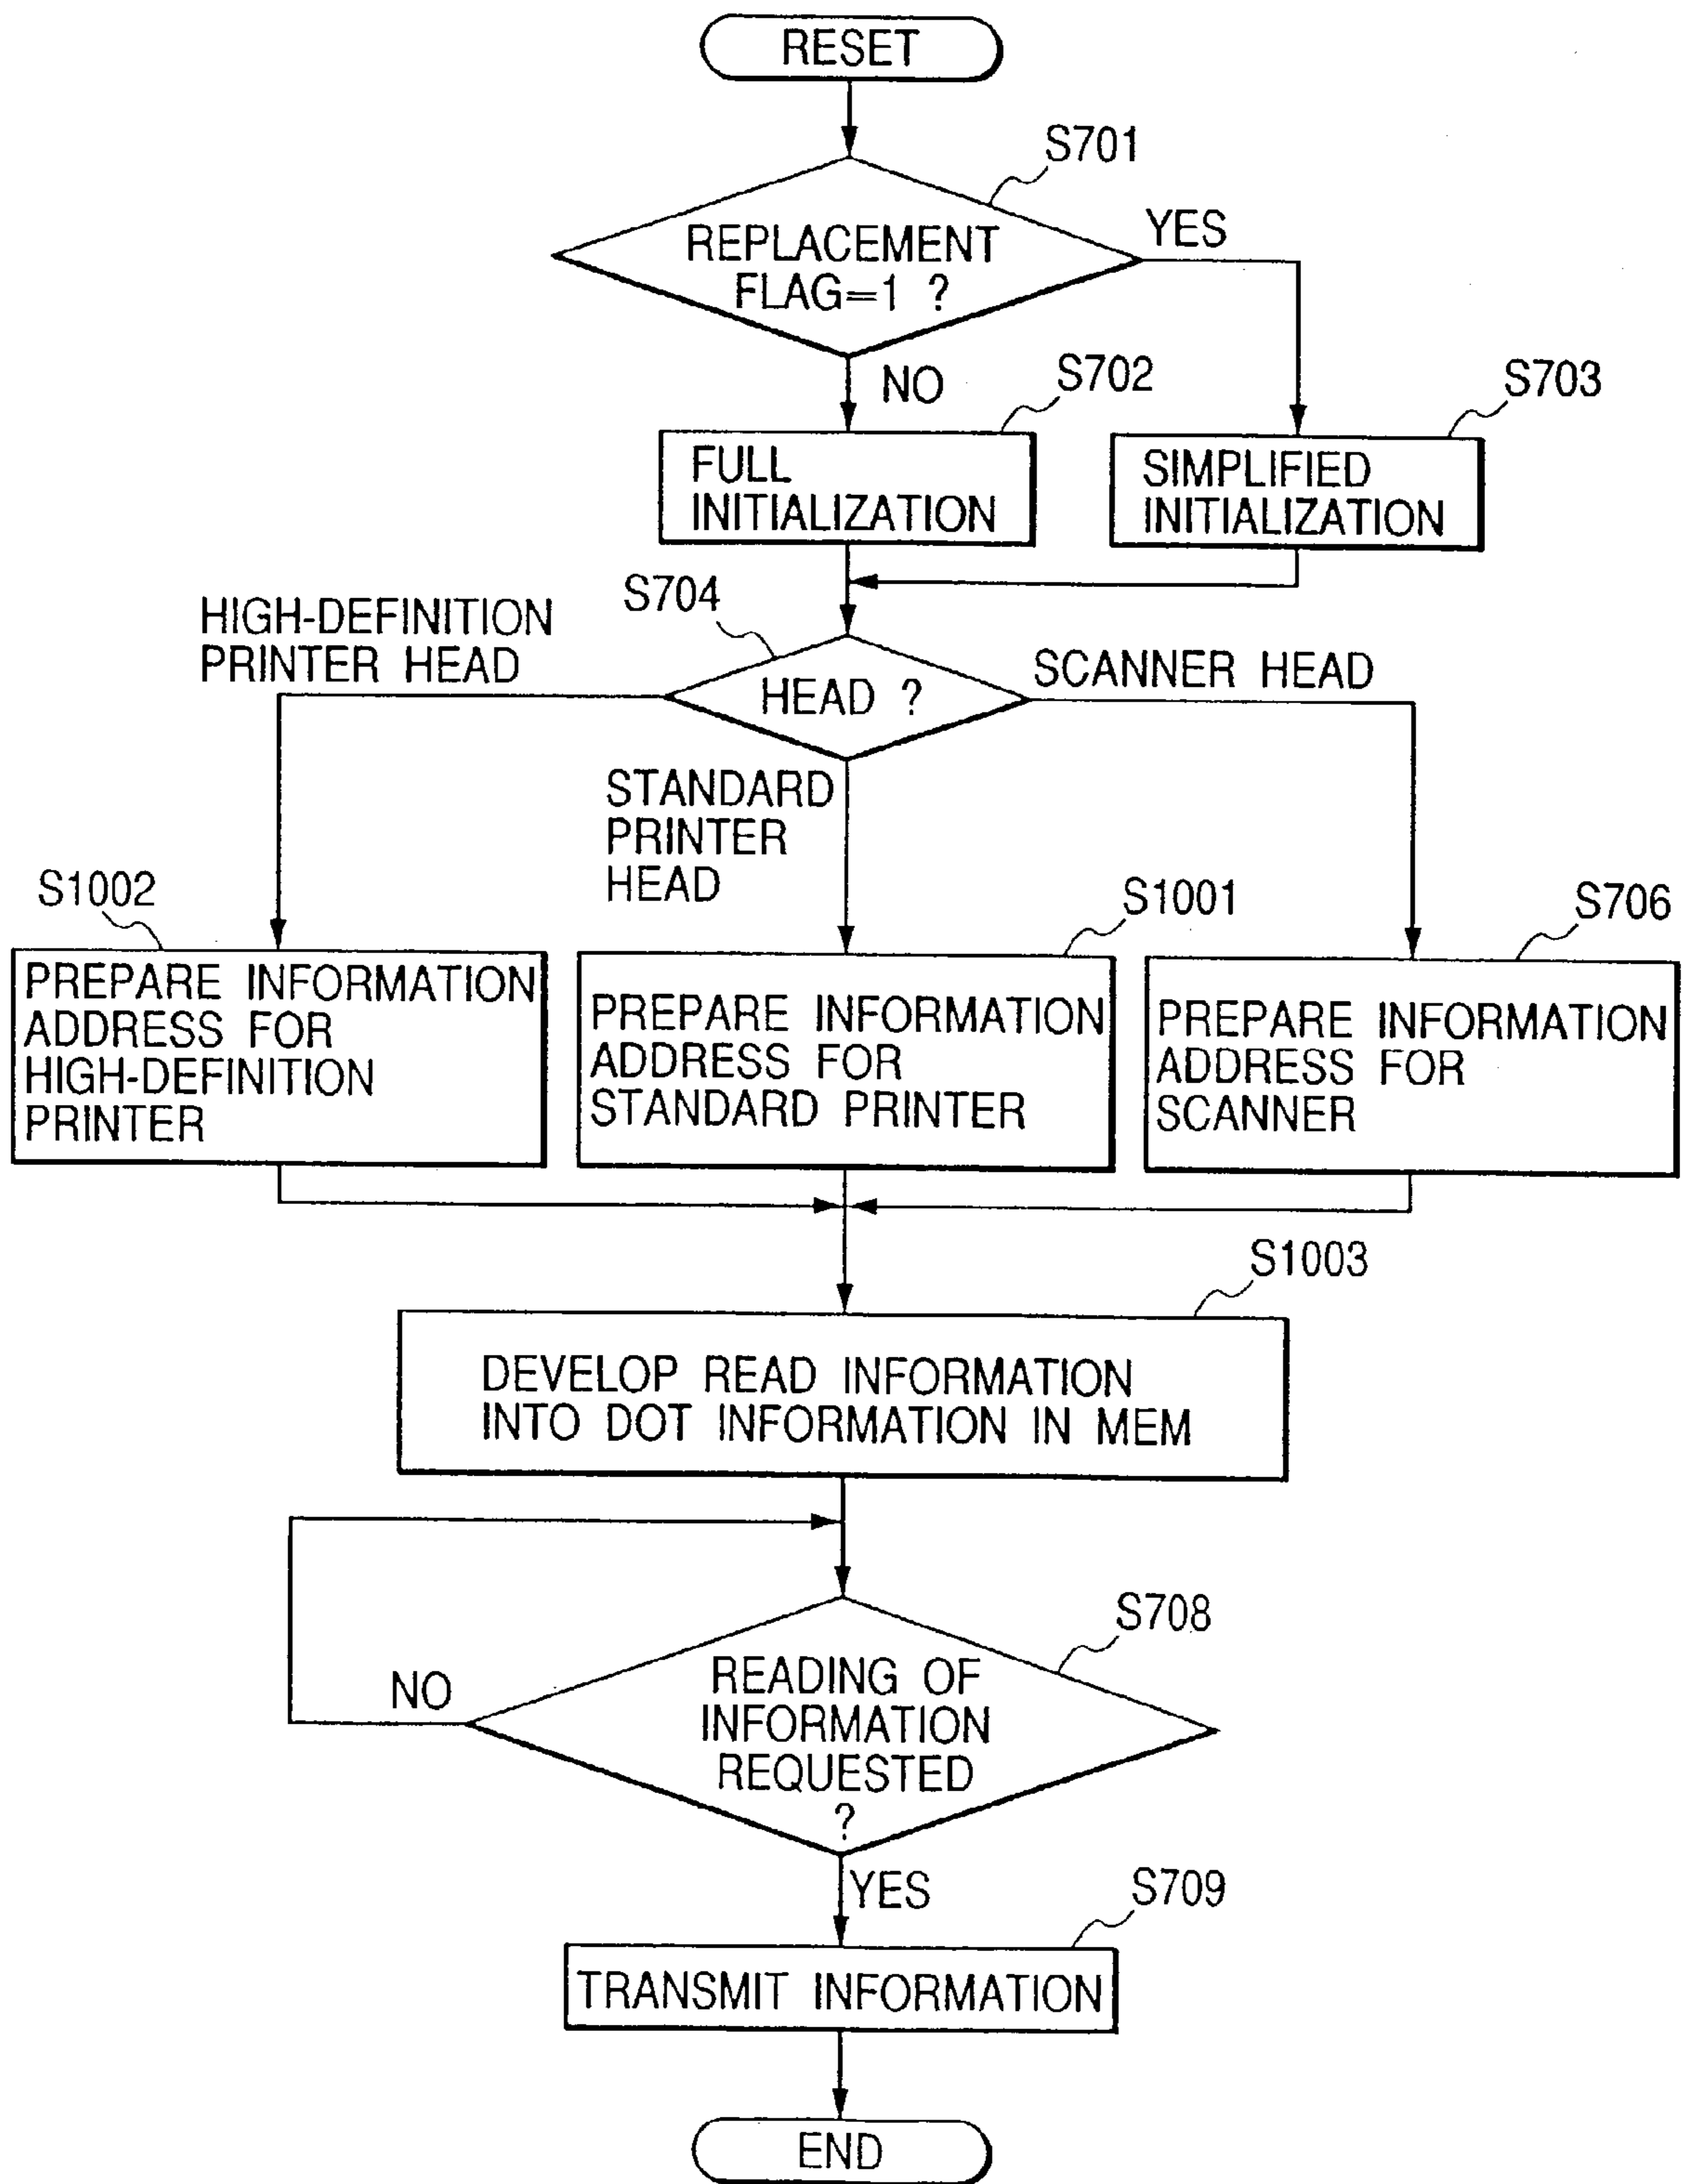 RESET
S701
REPLACEMENT
FLAG=1 ?
YES
NO
S702
S703
FULL
INITIALIZATION
SIMPLIFIED
INITIALIZATION
S704
HIGH-DEFINITION
PRINTER HEAD
HEAD ?
SCANNER HEAD
STANDARD
PRINTER
HEAD
S1002
S1001
S706
PREPARE INFORMATION
ADDRESS FOR
HIGH-DEFINITION
PRINTER
PREPARE INFORMATION
ADDRESS FOR
STANDARD PRINTER
PREPARE INFORMATION
ADDRESS FOR
SCANNER
S1003
DEVELOP READ INFORMATION
INTO DOT INFORMATION IN MEM
S708
NO
READING OF
INFORMATION
REQUESTED
?
YES
S709
TRANSMIT INFORMATION
END